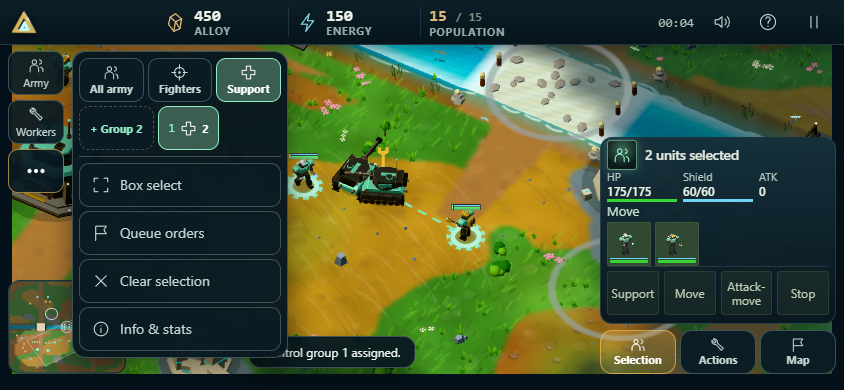 450
ALLOY
150
ENERGY
15 / 15
POPULATION
00:04
Army
Workers
All army
Fighters
Support
+ Group 2
1 2
Box select
Queue orders
Clear selection
Info & stats
ntrol group 1 assigned.
2 units selected
HP
175/175
Shield
60/60
ATK
0
Move
Support
Move
Attack-
move
Stop
Selection
Actions
Map